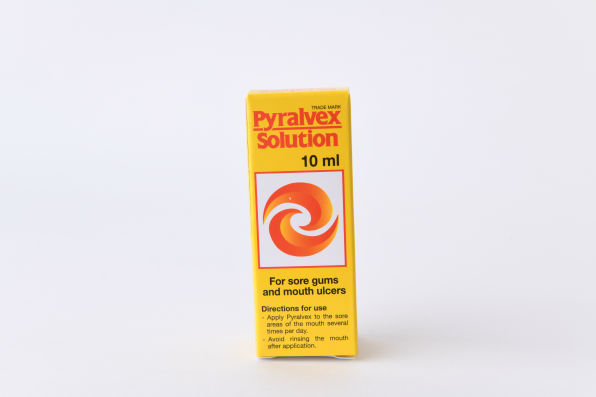 TRADE MARK
Pyralvex
Solution
10 ml
For sore gums
and mouth ulcers
Directions for use
- Apply Pyralvex to the sore
areas of the mouth several
times per day.
- Avoid rinsing the mouth
after application.